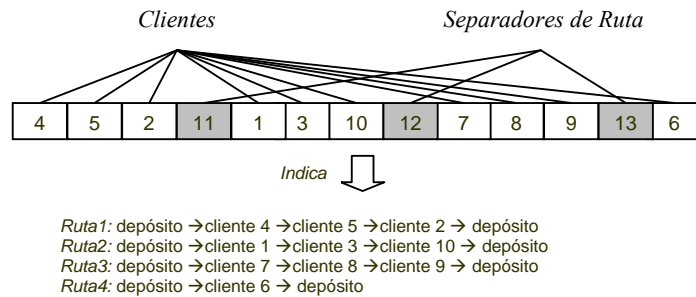 Clientes Separadores de Ruta
4 5 2 11 1 3 10 12 7 8 9 13 6
Indica
Ruta1: depósito →cliente 4 →cliente 5 →cliente 2 → depósito
Ruta2: depósito →cliente 1 →cliente 3 →cliente 10 → depósito
Ruta3: depósito →cliente 7 →cliente 8 →cliente 9 → depósito
Ruta4: depósito →cliente 6 → depósito